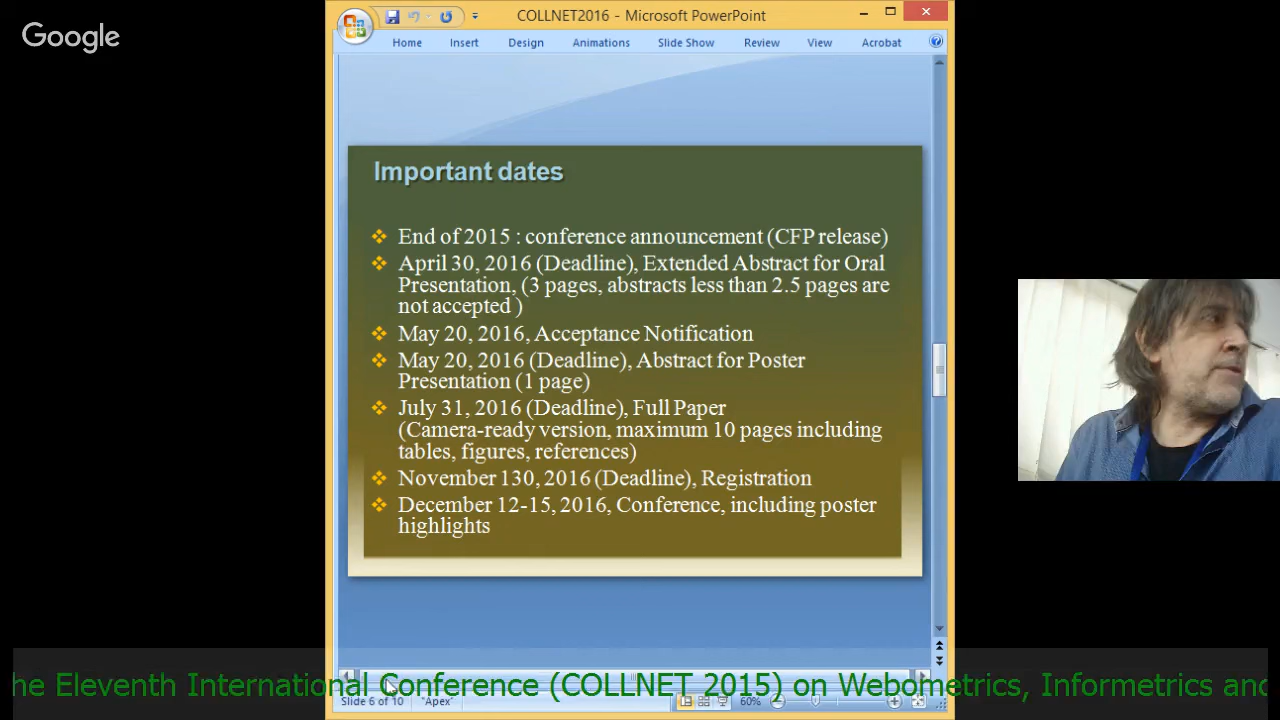 Google
COLLNET2016 - Microsoft PowerPoint
Home Insert Design Animations Slide Show Review View Acrobat
Important dates
End of 2015 : conference announcement (CFP release)
April 30, 2016 (Deadline), Extended Abstract for Oral
Presentation, (3 pages, abstracts less than 2.5 pages are
not accepted )
May 20, 2016, Acceptance Notification
May 20, 2016 (Deadline), Abstract for Poster
Presentation (1 page)
July 31, 2016 (Deadline), Full Paper
(Camera-ready version, maximum 10 pages including
tables, figures, references)
November 130, 2016 (Deadline), Registration
December 12-15, 2016, Conference, including poster
highlights
he Eleventh International Conference (COLLNET 2015) on Webometrics, Informetrics and
Slide 6 of 10 "Apex" 60%